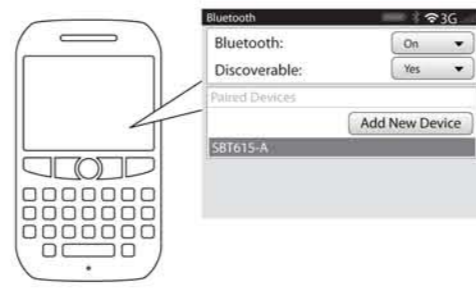 Bluetooth 3G
Bluetooth: On
Discoverable: Yes
Paired Devices
Add New Device
SBT615-A